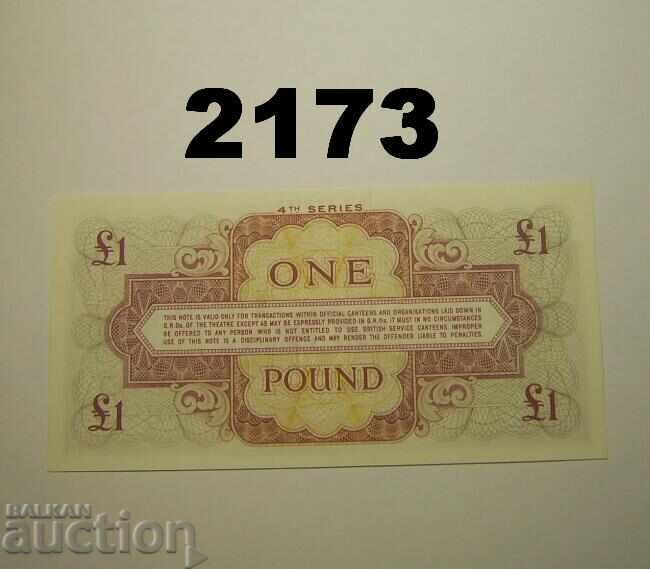 2173
4TH SERIES
£1 £1
ONE
THIS NOTE IS VALID ONLY FOR TRANSACTIONS WITHIN OFFICIAL CANTEENS AND ORGANISATIONS LAID DOWN IN
G.R.Os. OF THE THEATRE EXCEPT AS MAY BE EXPRESSLY PROVIDED IN G.R.Os. IT MUST IN NO CIRCUMSTANCES
BE OFFERED TO ANY PERSON WHO IS NOT ENTITLED TO USE BRITISH SERVICE CANTEENS. IMPROPER
USE OF THIS NOTE IS A DISCIPLINARY OFFENCE AND MAY RENDER THE OFFENDER LIABLE TO PENALTIES.
POUND
£1 £1
BALKAN
auction